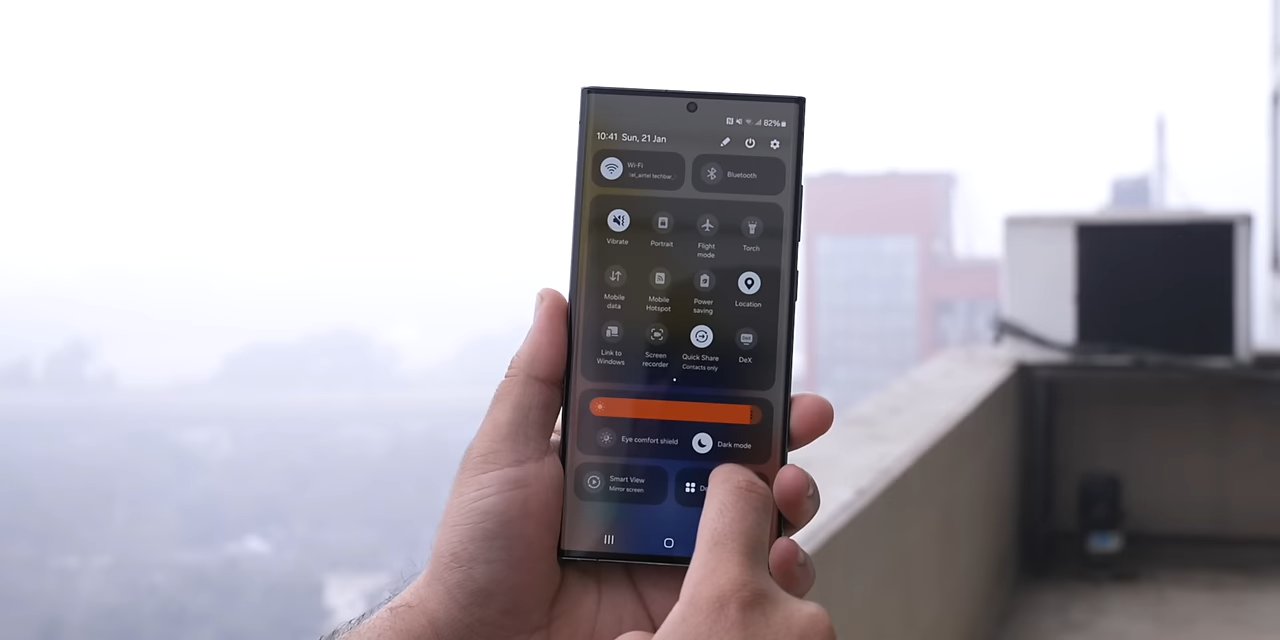 82%
10:41 Sun, 21 Jan
Wi-Fi
Bluetooth
Vibrate
Portrait
Flight
mode
Torch
Mobile
data
Mobile
Hotspot
Power
saving
Location
Link to
Windows
Screen
recorder
Quick Share
Contacts only
DeX
Eye comfort shield
Dark mode
Smart View
Mirror screen